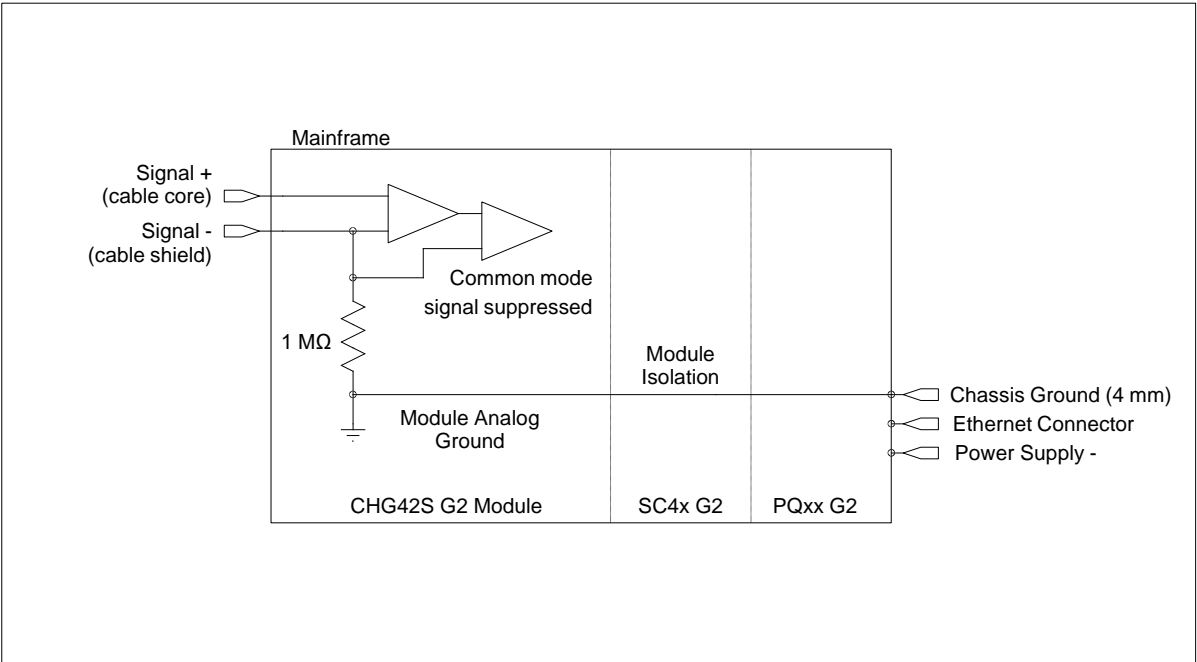 Mainframe
Signal +
(cable core)
Signal -
(cable shield)
Common mode
signal suppressed
1 MΩ
Module
Isolation
Module Analog
Ground
Chassis Ground (4 mm)
Ethernet Connector
Power Supply -
CHG42S G2 Module
SC4x G2
PQxx G2